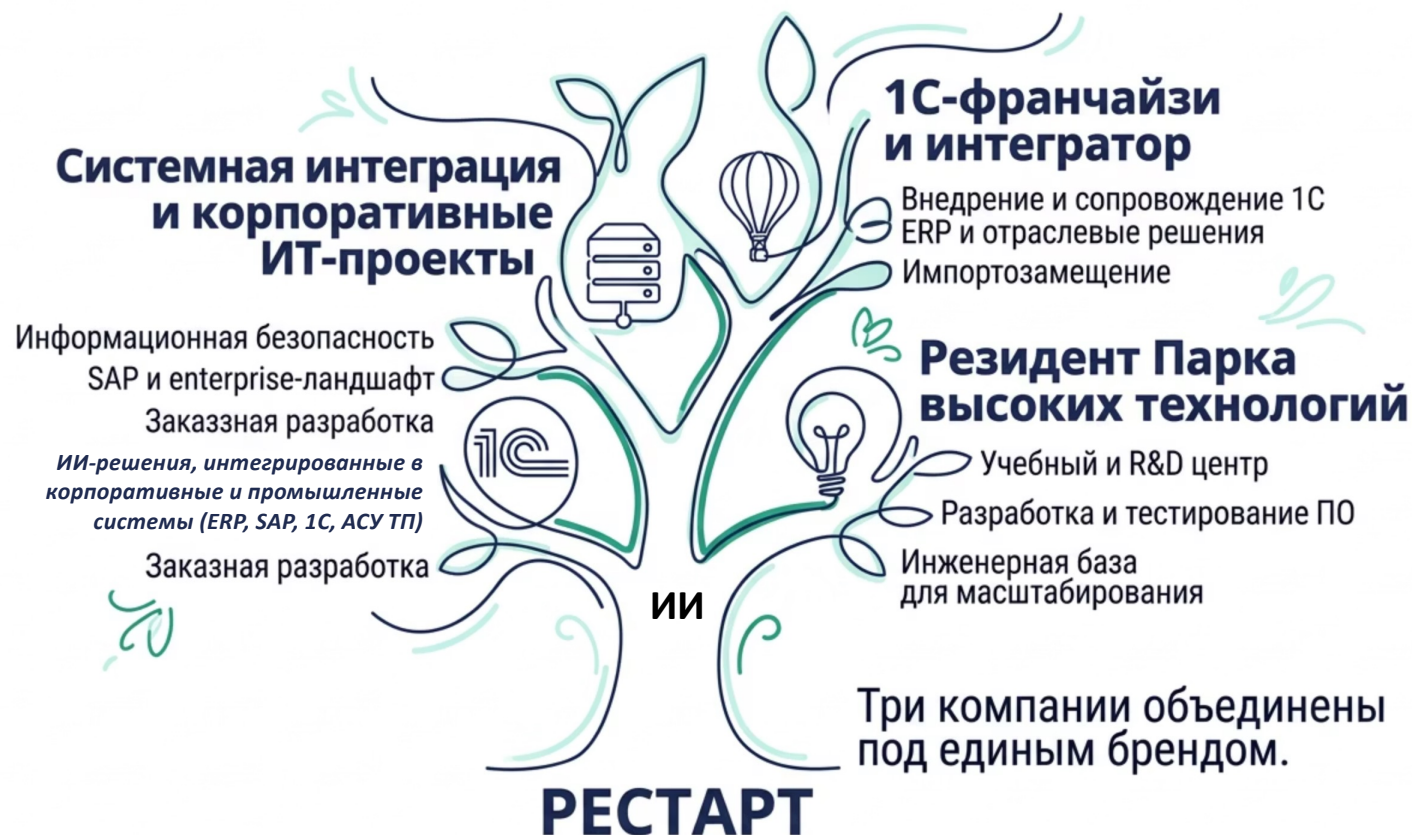 Системная интеграция
и корпоративные
ИТ-проекты
Информационная безопасность
SAP и enterprise-ландшафт
Заказзная разработка
ИИ-решения, интегрированные в
корпоративные и промышленные
системы (ERP, SAP, 1С, АСУ ТП)
Заказная разработка
1С
1С-франчайзи
и интегратор
Внедрение и сопровождение 1С
ERP и отраслевые решения
Импортозамещение
Резидент Парка
высоких технологий
Учебный и R&D центр
Разработка и тестирование ПО
Инженерная база
для масштабирования
ИИ
Три компании объединены
под единым брендом.
РЕСТАРТ